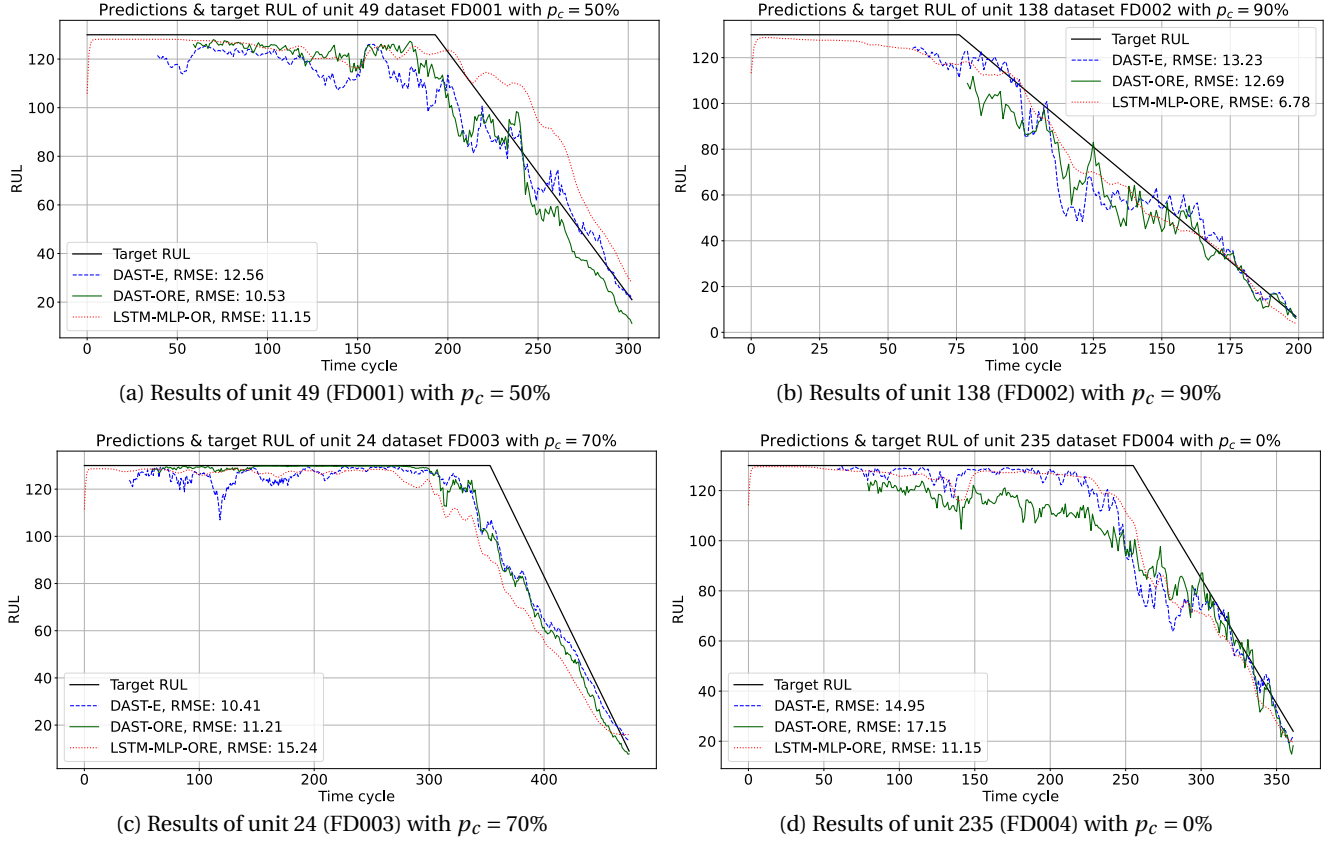 Predictions & target RUL of unit 49 dataset FD001 with p_c = 50%
RUL
120
100
80
60
40
20
Target RUL
DAST-E, RMSE: 12.56
DAST-ORE, RMSE: 10.53
LSTM-MLP-OR, RMSE: 11.15
0 50 100 150 200 250 300
Time cycle
(a) Results of unit 49 (FD001) with p_c = 50%
Predictions & target RUL of unit 138 dataset FD002 with p_c = 90%
RUL
120
100
80
60
40
20
0
Target RUL
DAST-E, RMSE: 13.23
DAST-ORE, RMSE: 12.69
LSTM-MLP-ORE, RMSE: 6.78
0 25 50 75 100 125 150 175 200
Time cycle
(b) Results of unit 138 (FD002) with p_c = 90%
Predictions & target RUL of unit 24 dataset FD003 with p_c = 70%
RUL
120
100
80
60
40
20
Target RUL
DAST-E, RMSE: 10.41
DAST-ORE, RMSE: 11.21
LSTM-MLP-ORE, RMSE: 15.24
0 100 200 300 400
Time cycle
(c) Results of unit 24 (FD003) with p_c = 70%
Predictions & target RUL of unit 235 dataset FD004 with p_c = 0%
RUL
120
100
80
60
40
20
Target RUL
DAST-E, RMSE: 14.95
DAST-ORE, RMSE: 17.15
LSTM-MLP-ORE, RMSE: 11.15
0 50 100 150 200 250 300 350
Time cycle
(d) Results of unit 235 (FD004) with p_c = 0%